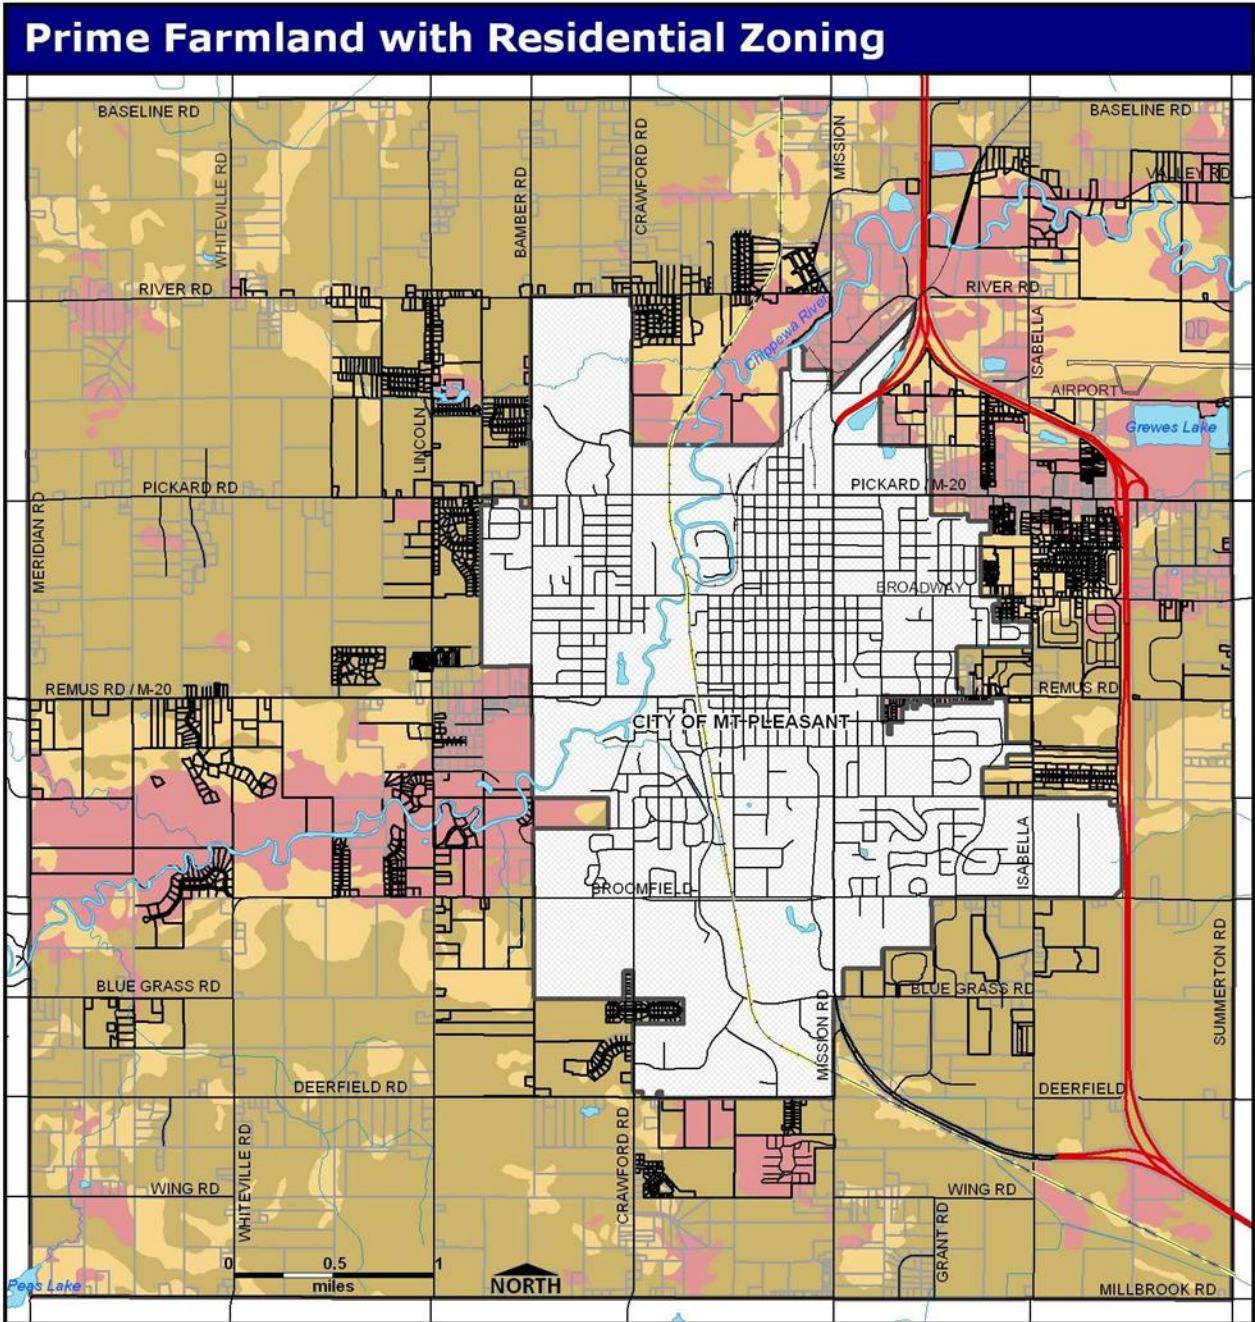 Prime Farmland with Residential Zoning
BASELINE RD
BASELINE RD
CRAWFORD RD
MISSION
WHITEVILLE RD
BAMBER RD
VALLEY RD
RIVER RD
RIVER RD
Chippewa River
ISABELLA
AIRPORT
LINCOLN
Grewes Lake
PICKARD RD
PICKARD / M-20
MERIDIAN RD
BROADWAY
REMUS RD / M-20
REMUS RD
CITY OF MT PLEASANT
ISABELLA
BROOMFIELD
SUMMERTON RD
BLUE GRASS RD
BLUE GRASS RD
MISSION RD
DEERFIELD RD
DEERFIELD
WHITEVILLE RD
CRAWFORD RD
WING RD
WING RD
GRANT RD
0 0.5 1
miles
NORTH
Peas Lake
MILLBROOK RD